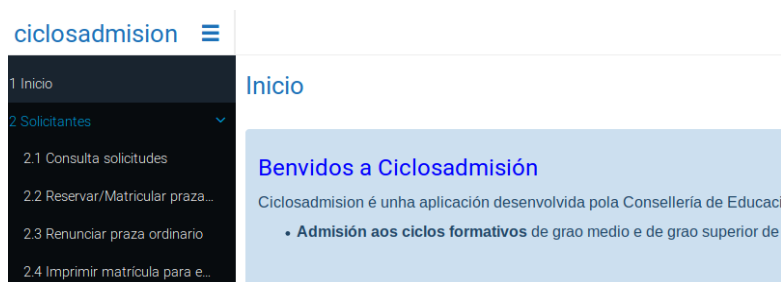 ciclosadmision
1 Inicio
2 Solicitantes
2.1 Consulta solicitudes
2.2 Reservar/Matricular praza...
2.3 Renunciar praza ordinario
2.4 Imprimir matrícula para e...
Inicio
Benvidos a Ciclosadmisión
Ciclosadmision é unha aplicación desenvolvida pola Consellería de Educaci
• Admisión aos ciclos formativos de grao medio e de grao superior de